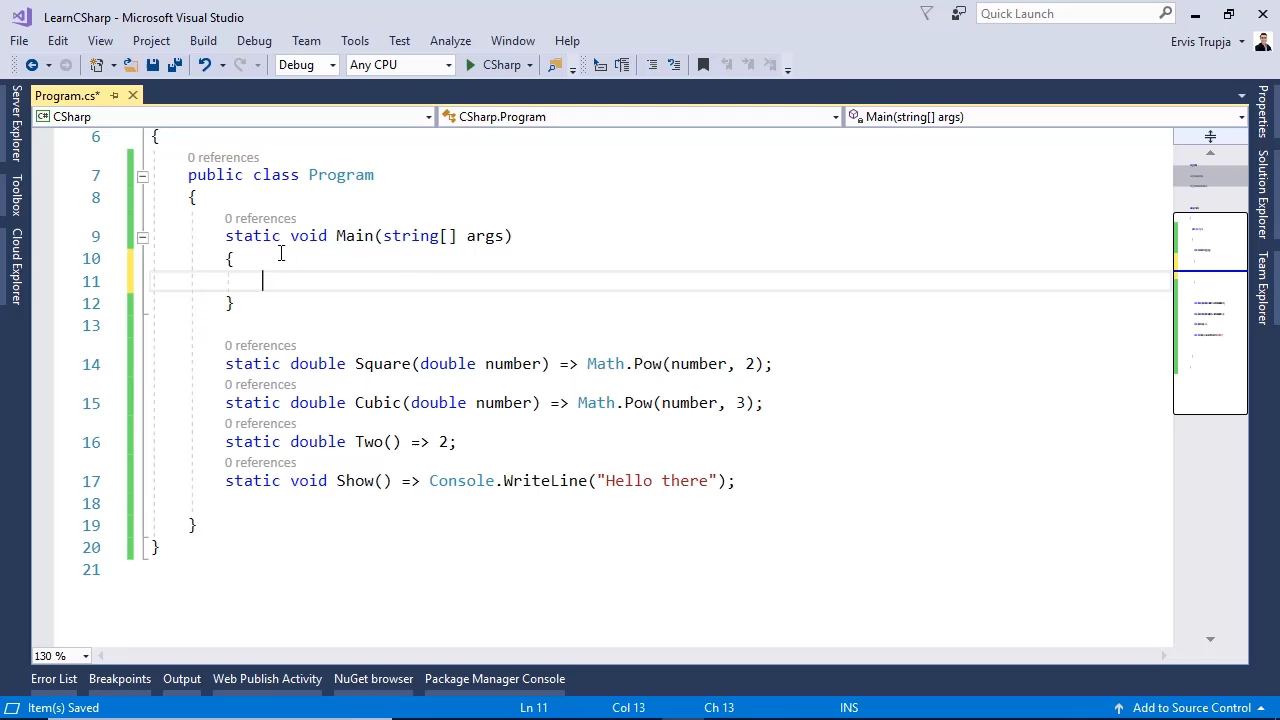 LearnCSharp - Microsoft Visual Studio
Quick Launch
File Edit View Project Build Debug Team Tools Test Analyze Window Help
Ervis Trupja
Debug Any CPU CSharp
Program.cs*
CSharp CSharp.Program Main(string[] args)
Server Explorer
Toolbox
Cloud Explorer
6 {
0 references
7 public class Program
8 {
0 references
9 static void Main(string[] args)
10 {
11
12 }
13
0 references
14 static double Square(double number) => Math.Pow(number, 2);
0 references
15 static double Cubic(double number) => Math.Pow(number, 3);
0 references
16 static double Two() => 2;
0 references
17 static void Show() => Console.WriteLine("Hello there");
18
19 }
20 }
21
Properties
Solution Explorer
Team Explorer
130 %
Error List Breakpoints Output Web Publish Activity NuGet browser Package Manager Console
Item(s) Saved Ln 11 Col 13 Ch 13 INS Add to Source Control